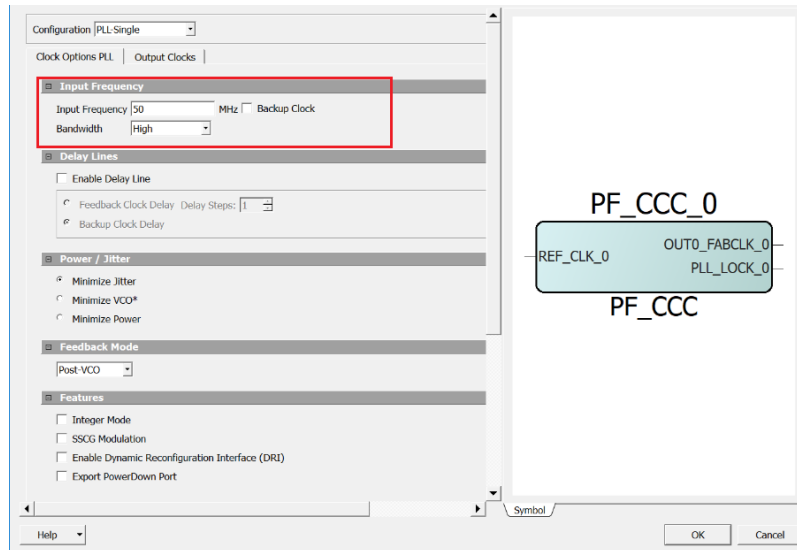 Configuration PLL-Single
Clock Options PLL Output Clocks
Input Frequency
Input Frequency 50 MHz Backup Clock
Bandwidth High
Delay Lines
Enable Delay Line
Feedback Clock Delay Delay Steps: 1
Backup Clock Delay
Power / Jitter
Minimize Jitter
Minimize VCO*
Minimize Power
Feedback Mode
Post-VCO
Features
Integer Mode
SSCG Modulation
Enable Dynamic Reconfiguration Interface (DRI)
Export PowerDown Port
PF_CCC_0
REF_CLK_0
OUT0_FABCLK_0
PLL_LOCK_0
PF_CCC
Symbol
Help
OK Cancel